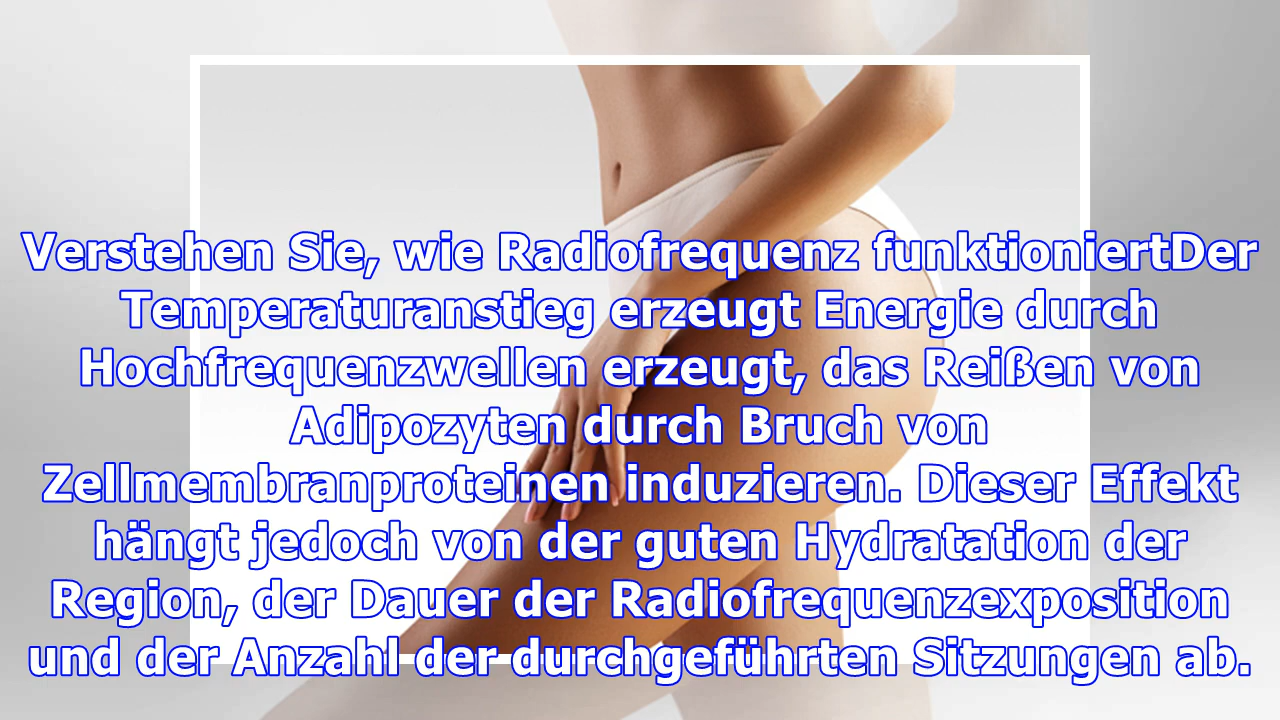 Verstehen Sie, wie Radiofrequenz funktioniertDer
Temperaturanstieg erzeugt Energie durch
Hochfrequenzwellen erzeugt, das Reißen von
Adipozyten durch Bruch von
Zellmembranproteinen induzieren. Dieser Effekt
hängt jedoch von der guten Hydratation der
Region, der Dauer der Radiofrequenzexposition
und der Anzahl der durchgeführten Sitzungen ab.